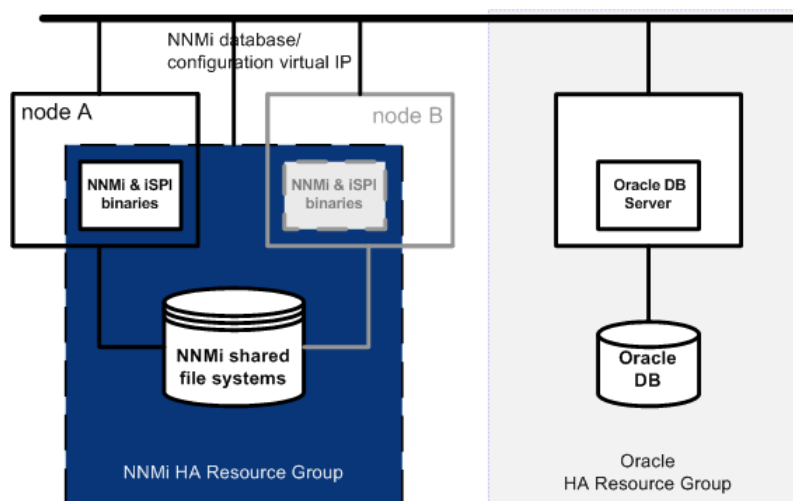 NNMi database/
configuration virtual IP
node A
node B
NNMi & iSPI
binaries
NNMi & iSPI
binaries
Oracle DB
Server
NNMi shared
file systems
Oracle
DB
NNMi HA Resource Group
Oracle
HA Resource Group